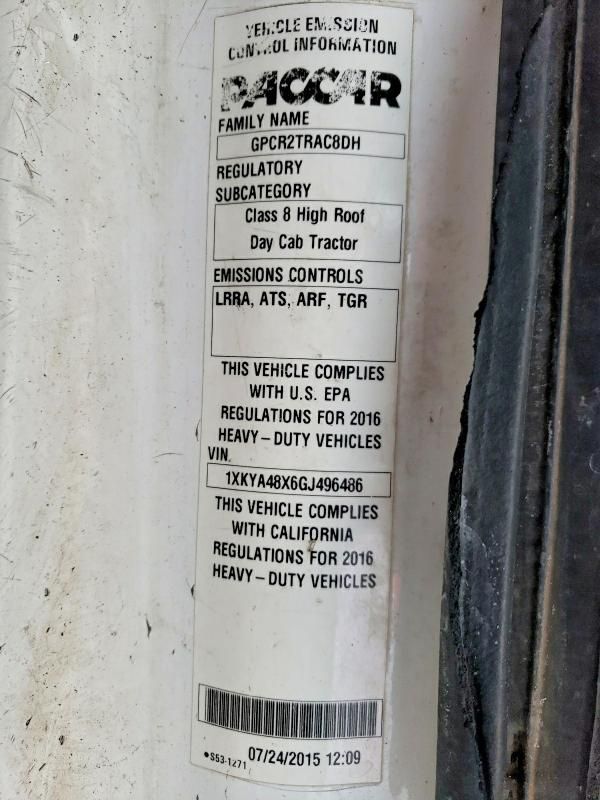 VEHICLE EMISSION
CONTROL INFORMATION
PACCAR
FAMILY NAME
GPCR2TRAC8DH
REGULATORY
SUBCATEGORY
Class 8 High Roof
Day Cab Tractor
EMISSIONS CONTROLS
LRRA, ATS, ARF, TGR
THIS VEHICLE COMPLIES
WITH U.S. EPA
REGULATIONS FOR 2016
HEAVY-DUTY VEHICLES
VIN.
1XKYA48X6GJ496486
THIS VEHICLE COMPLIES
WITH CALIFORNIA
REGULATIONS FOR 2016
HEAVY-DUTY VEHICLES
•S53-1271 07/24/2015 12:09